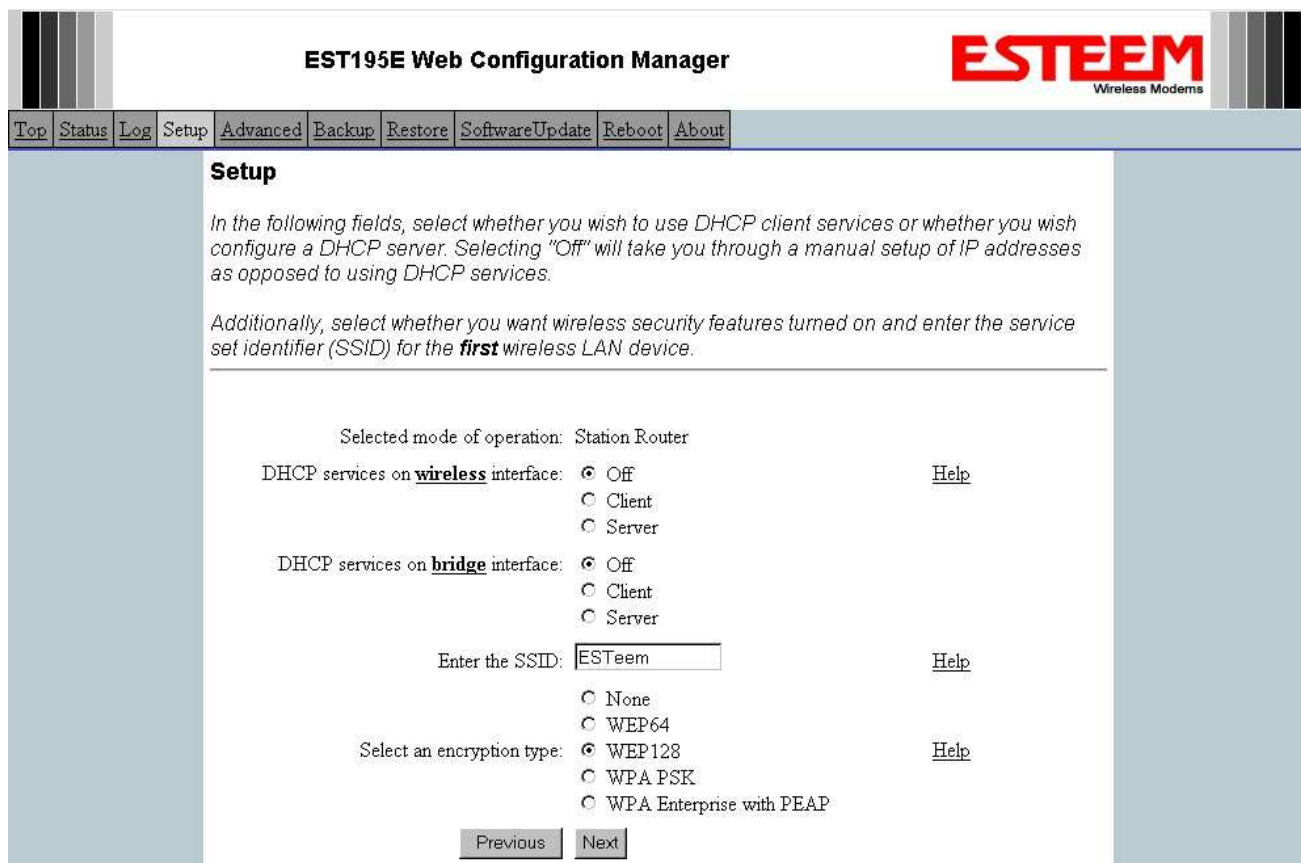 EST195E Web Configuration Manager
ESTEEM
Wireless Modems
Top Status Log Setup Advanced Backup Restore SoftwareUpdate Reboot About
Setup
In the following fields, select whether you wish to use DHCP client services or whether you wish
configure a DHCP server. Selecting "Off" will take you through a manual setup of IP addresses
as opposed to using DHCP services.
Additionally, select whether you want wireless security features turned on and enter the service
set identifier (SSID) for the first wireless LAN device.
Selected mode of operation: Station Router
DHCP services on wireless interface: Off Help
Client
Server
DHCP services on bridge interface: Off
Client
Server
Enter the SSID: ESTeem Help
None
WEP64
Select an encryption type: WEP128 Help
WPA PSK
WPA Enterprise with PEAP
Previous Next